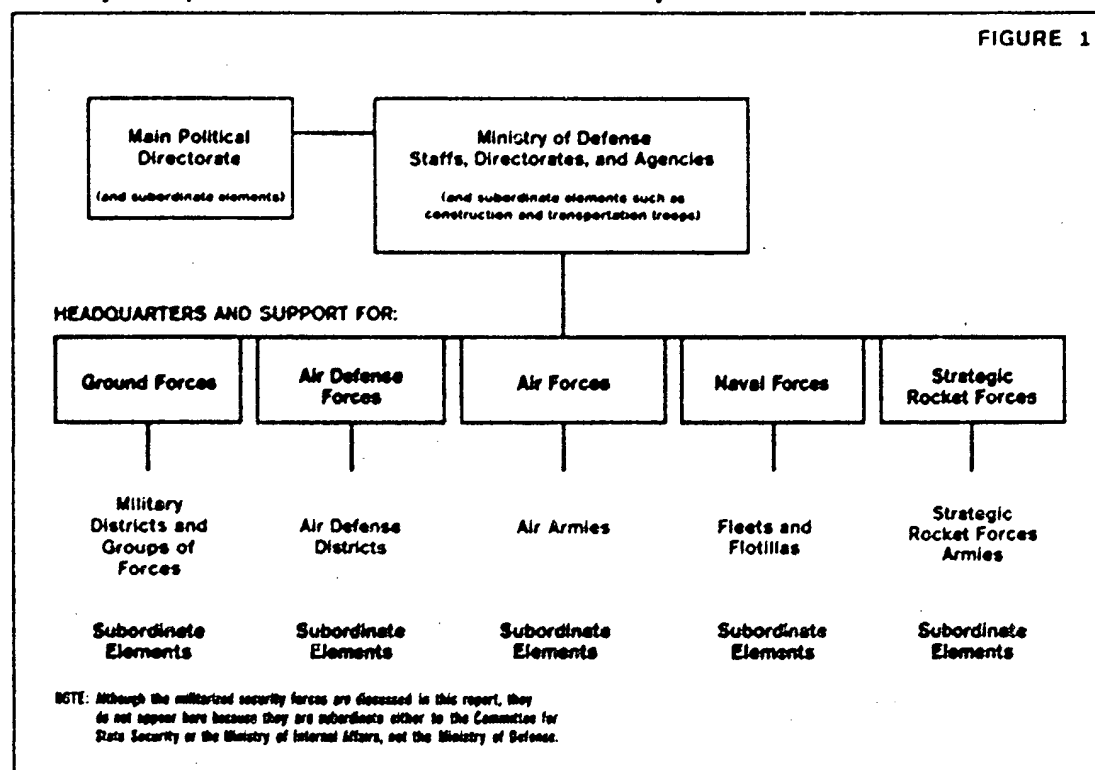 FIGURE 1
Main Political
Directorate
(and subordinate elements)
Ministry of Defense
Staffs, Directorates, and Agencies
(and subordinate elements such as
construction and transportation troops)
HEADQUARTERS AND SUPPORT FOR:
Ground Forces
Air Defense
Forces
Air Forces
Naval Forces
Strategic
Rocket Forces
Military
Districts and
Groups of
Forces
Air Defense
Districts
Air Armies
Fleets and
Flotillas
Strategic
Rocket Forces
Armies
Subordinate
Elements
Subordinate
Elements
Subordinate
Elements
Subordinate
Elements
Subordinate
Elements
NOTE: Although the militarized security forces are discussed in this report, they
do not appear here because they are subordinate either to the Committee for
State Security or the Ministry of Internal Affairs, not the Ministry of Defense.